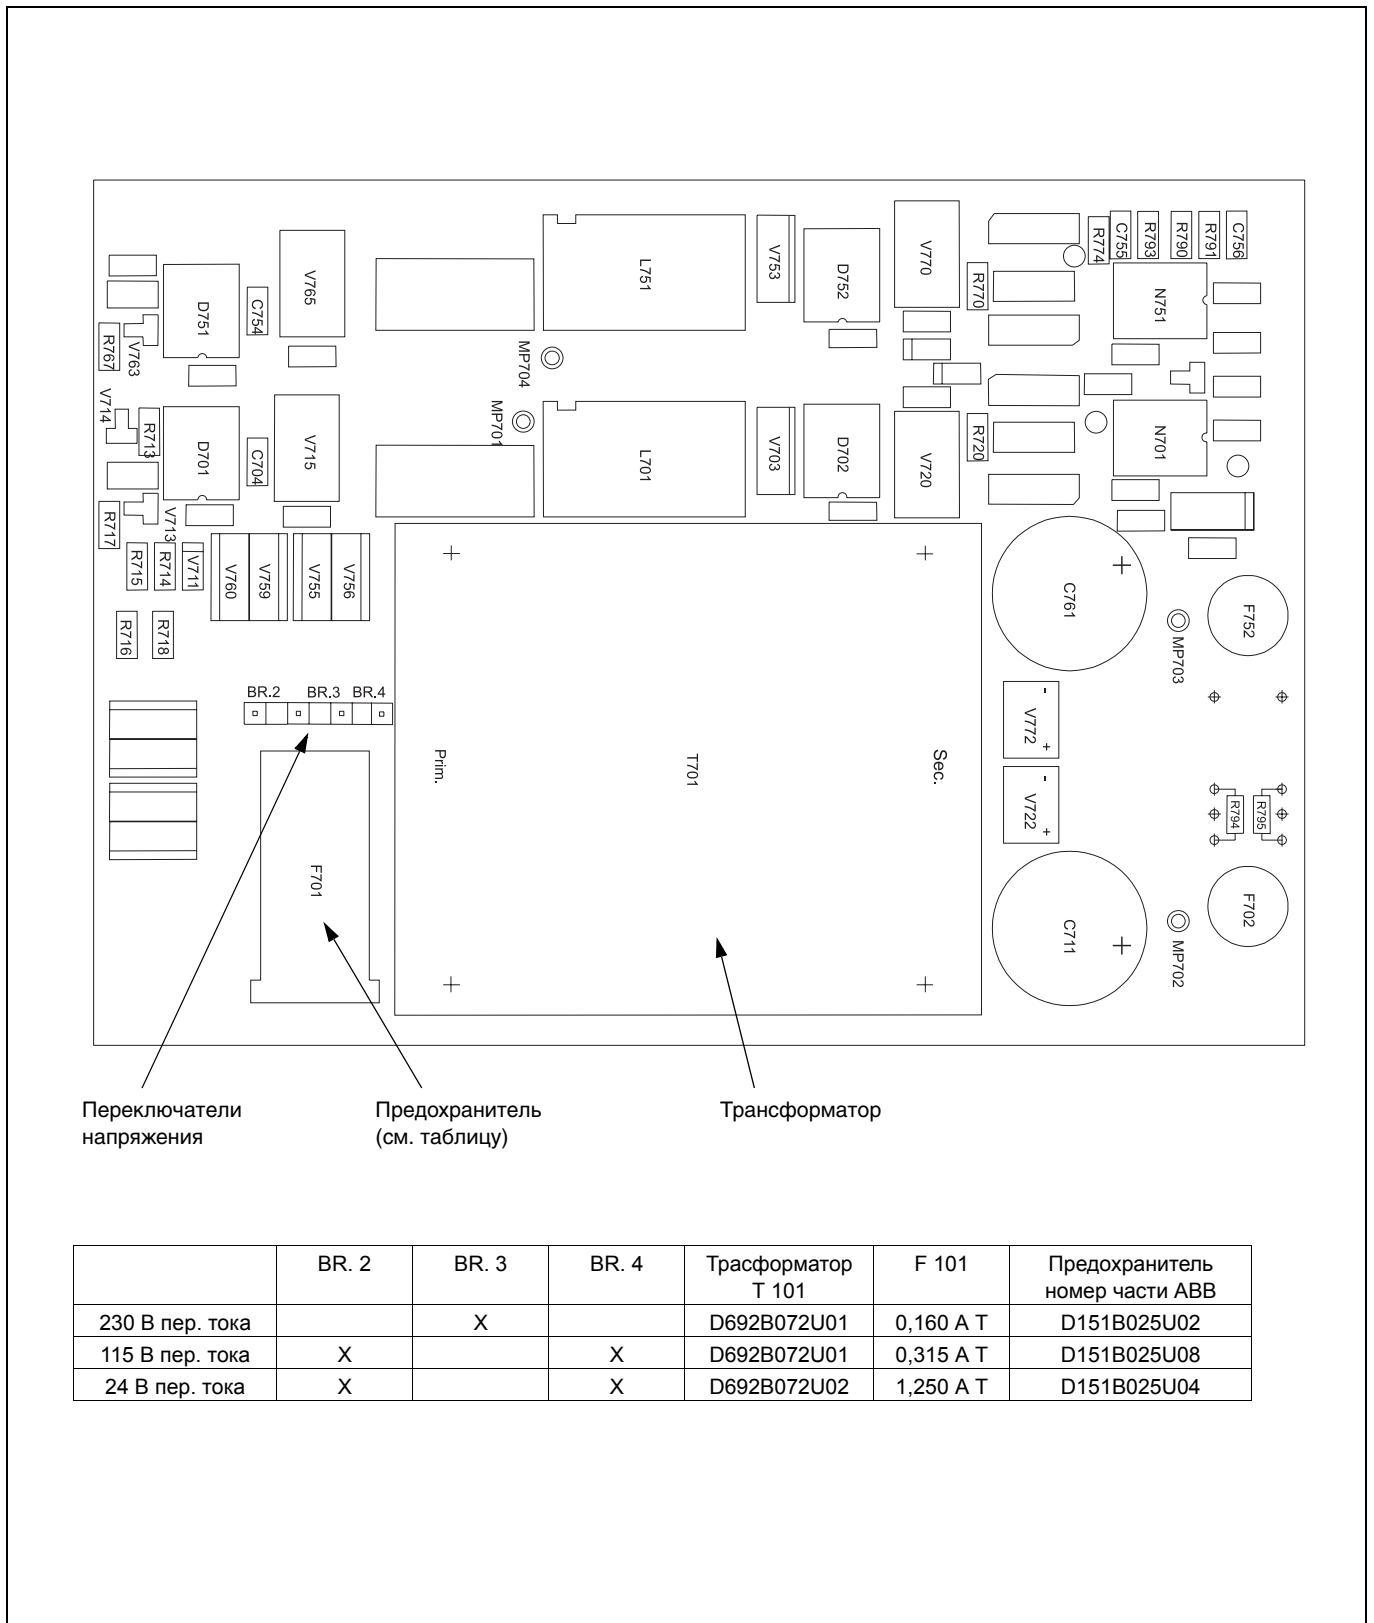 R774
C755
R793
R790
R791
C756
V765
L751
V753
D752
V770
R770
N751
D751
C754
R767
V763
MP704
V714
R713
D701
C704
V715
MP701
L701
V703
D702
V720
R720
N701
R717
V713
R715
R714
V711
V760
V759
V755
V756
C761
F752
R716
R718
MP703
BR.2 BR.3 BR.4
-
V772
+
Prim.
T701
Sec.
-
V722
+
R794
R795
F701
C711
F702
MP702
Переключатели
напряжения
Предохранитель
(см. таблицу)
Трансформатор
BR. 2 BR. 3 BR. 4 Трасформатор F 101 Предохранитель
T 101 номер части ABB
230 В пер. тока X D692B072U01 0,160 A T D151B025U02
115 В пер. тока X X D692B072U01 0,315 A T D151B025U08
24 В пер. тока X X D692B072U02 1,250 A T D151B025U04